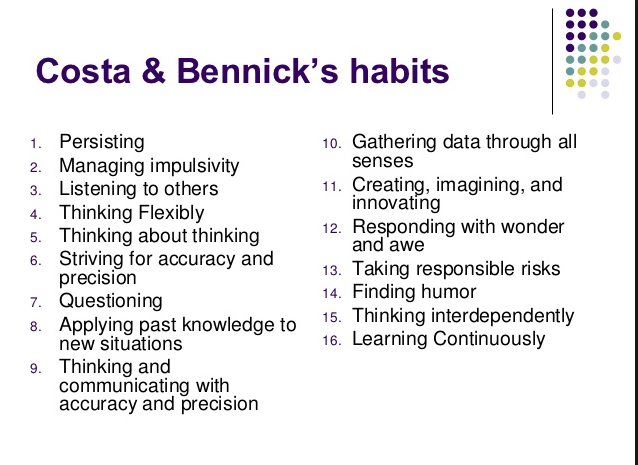 Costa & Bennick's habits
1. Persisting
2. Managing impulsivity
3. Listening to others
4. Thinking Flexibly
5. Thinking about thinking
6. Striving for accuracy and
precision
7. Questioning
8. Applying past knowledge to
new situations
9. Thinking and
communicating with
accuracy and precision
10. Gathering data through all
senses
11. Creating, imagining, and
innovating
12. Responding with wonder
and awe
13. Taking responsible risks
14. Finding humor
15. Thinking interdependently
16. Learning Continuously